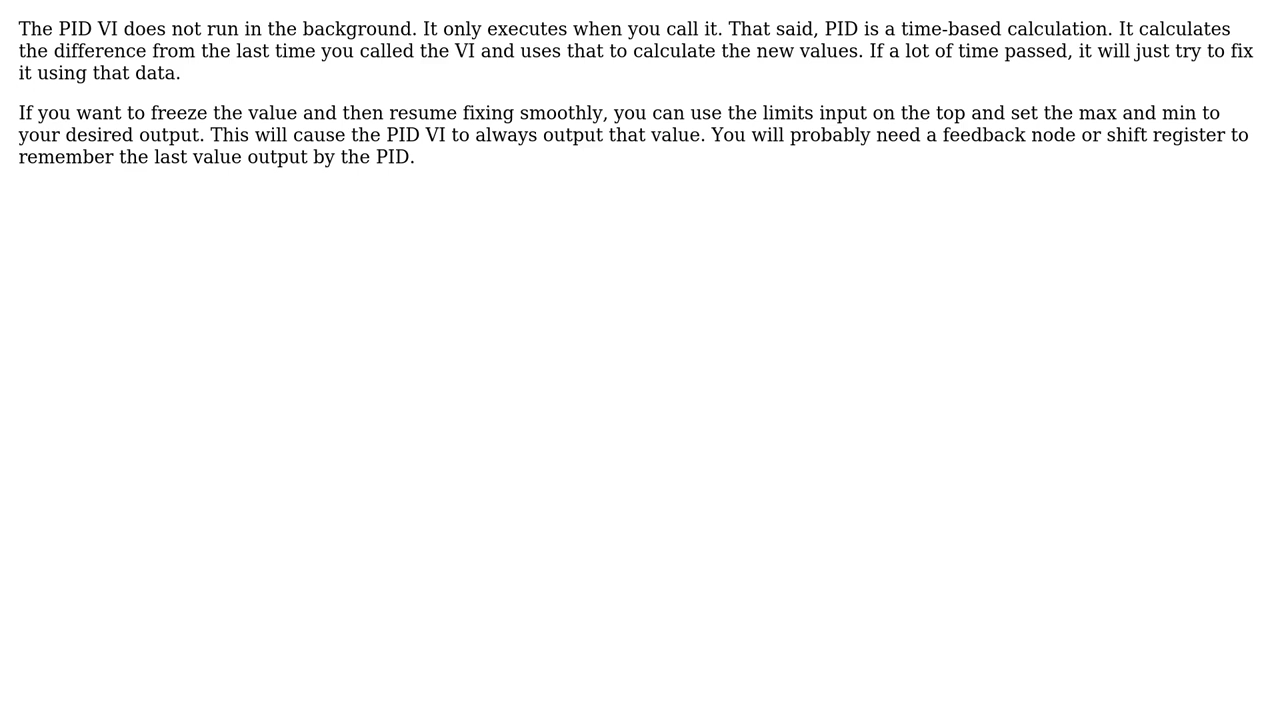 The PID VI does not run in the background. It only executes when you call it. That said, PID is a time-based calculation. It calculates
the difference from the last time you called the VI and uses that to calculate the new values. If a lot of time passed, it will just try to fix
it using that data.
If you want to freeze the value and then resume fixing smoothly, you can use the limits input on the top and set the max and min to
your desired output. This will cause the PID VI to always output that value. You will probably need a feedback node or shift register to
remember the last value output by the PID.